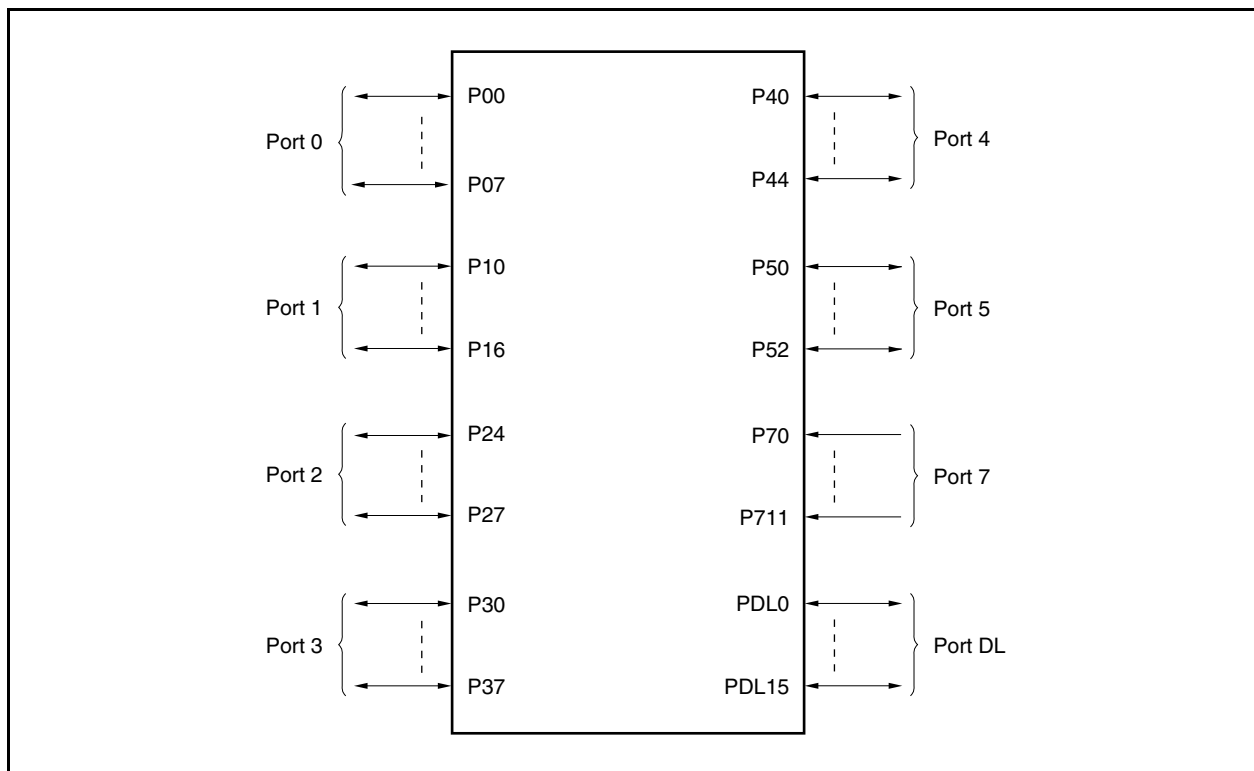 Port 0
P00
P07
Port 1
P10
P16
Port 2
P24
P27
Port 3
P30
P37
P40
P44
Port 4
P50
P52
Port 5
P70
P711
Port 7
PDL0
PDL15
Port DL